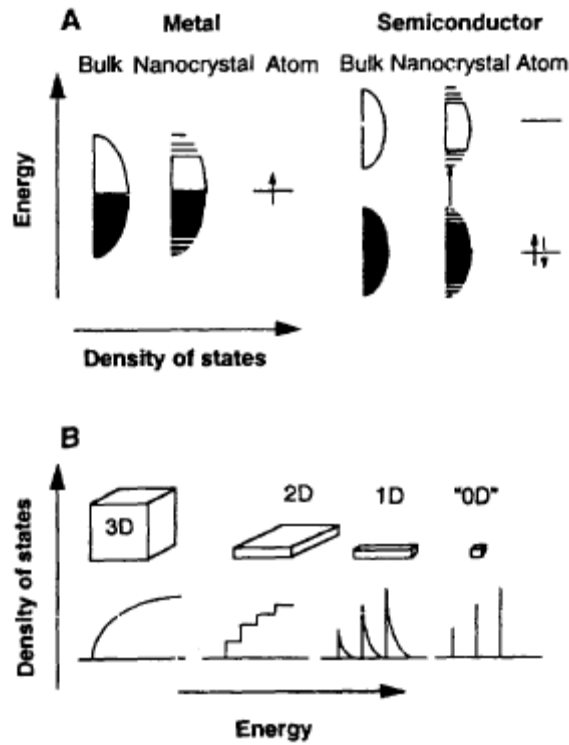 A
Metal
Semiconductor
Bulk Nanocrystal Atom
Bulk Nanocrystal Atom
Energy
Density of states
B
3D
2D
1D
"0D"
Density of states
Energy